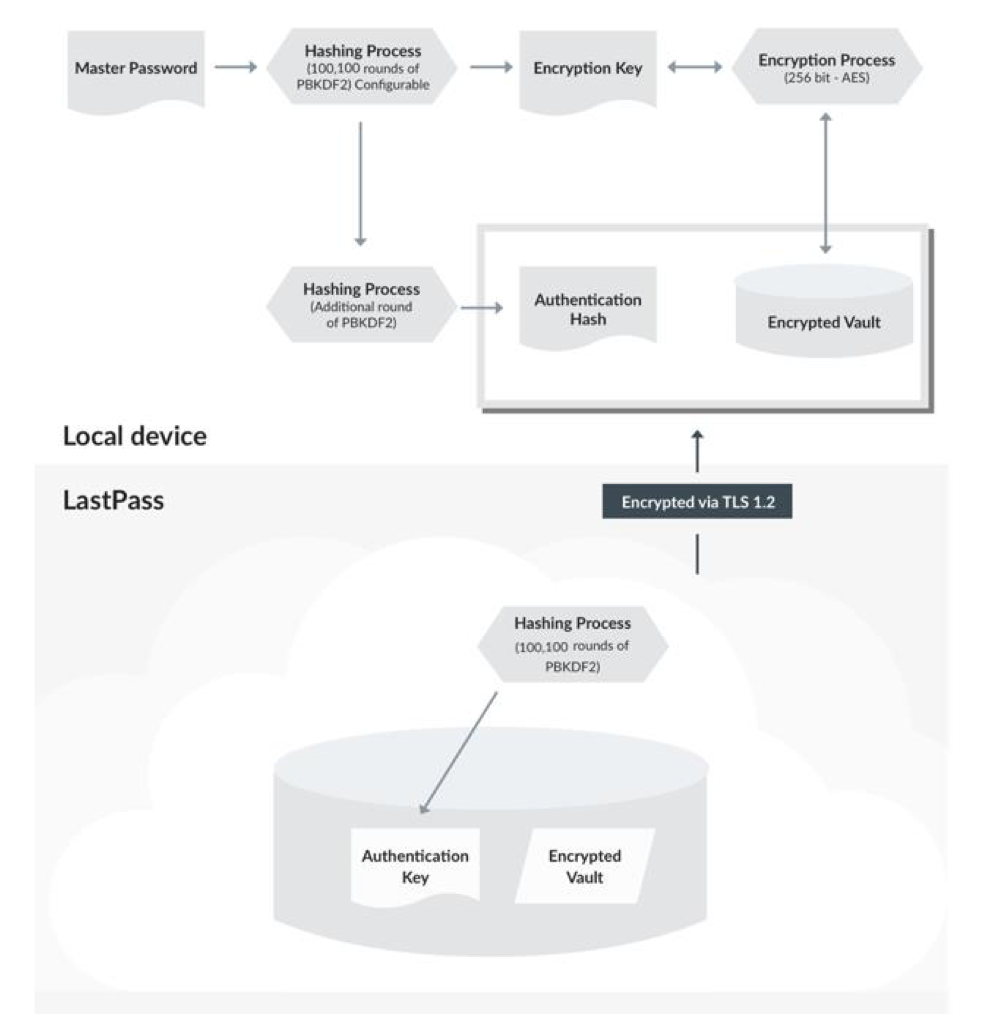 Master Password
Hashing Process
(100,100 rounds of
PBKDF2) Configurable
Encryption Key
Encryption Process
(256 bit - AES)
Hashing Process
(Additional round
of PBKDF2)
Authentication
Hash
Encrypted Vault
Local device
LastPass
Encrypted via TLS 1.2
Hashing Process
(100,100 rounds of
PBKDF2)
Authentication
Key
Encrypted
Vault